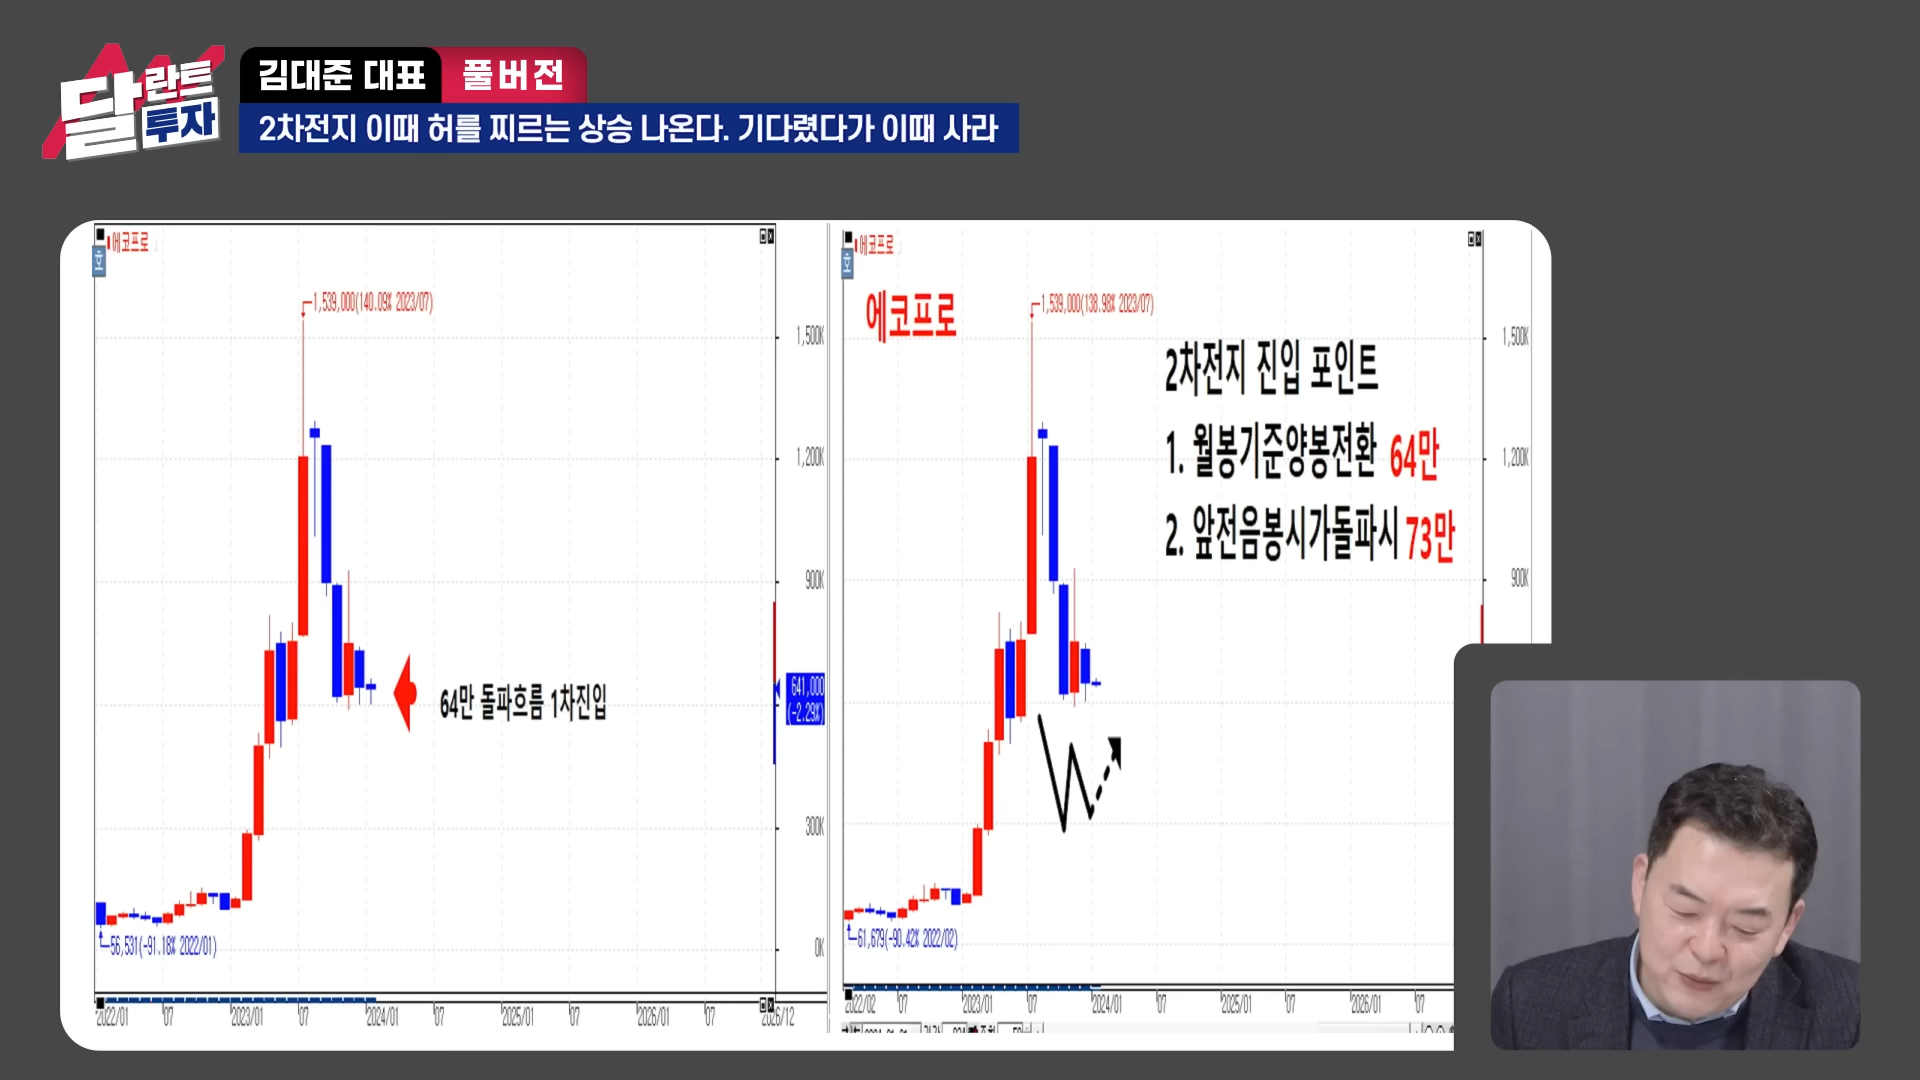 달란트투자
김대준 대표 풀버전
2차전지 이때 허를 찌르는 상승 나온다. 기다렸다가 이때 사라
에코프로
호
1,539,000(140.09% 2023/07)
1,500K
1,200K
900K
641,000
(-2.29%)
300K
0K
64만 돌파흐름 1차진입
56,531(-91.18% 2022/01)
2022/01 07 2023/01 07 2024/01 07 2025/01 07 2026/01 07 2026/12
에코프로
호
에코프로
1,539,000(138.98% 2023/07)
2차전지 진입 포인트
1. 월봉기준양봉전환 64만
2. 앞전음봉시가돌파시 73만
1,500K
1,200K
900K
61,679(-90.42% 2022/02)
2022/02 07 2023/01 07 2024/01 07 2025/01 07 2026/01 07